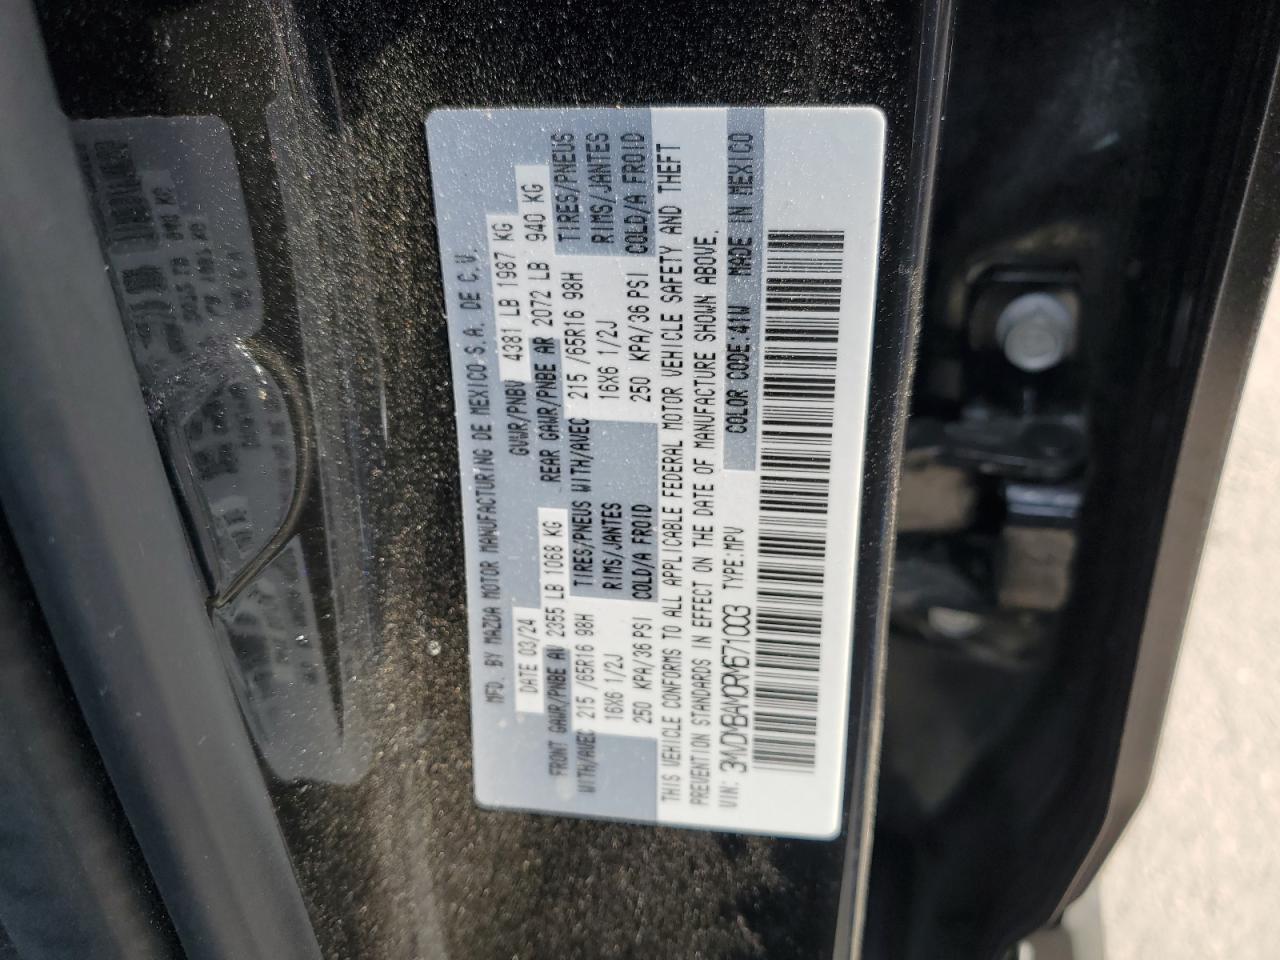 MFD. BY MAZDA MOTOR MANUFACTURING DE MEXICO S.A. DE C.V.
DATE 03/24 GVWR/PNBV 4381 LB 1987 KG
FRONT GAWR/PNBE AV 2355 LB 1068 KG REAR GAWR/PNBE AR 2072 LB 940 KG
WITH/AVEC 215 /65R16 98H TIRES/PNEUS WITH/AVEC 215 /65R16 98H TIRES/PNEUS
16X6 1/2J RIMS/JANTES 16X6 1/2J RIMS/JANTES
250 KPA/36PSI COLD/A FROID 250 KPA/36PSI COLD/A FROID
THIS VEHICLE CONFORMS TO ALL APPLICABLE FEDERAL MOTOR VEHICLE SAFETY AND THEFT
PREVENTION STANDARDS IN EFFECT ON THE DATE OF MANUFACTURE SHOWN ABOVE.
VIN: 3MVDMBAM0RM671003 TYPE:MPV COLOR CODE:41W MADE IN MEXICO